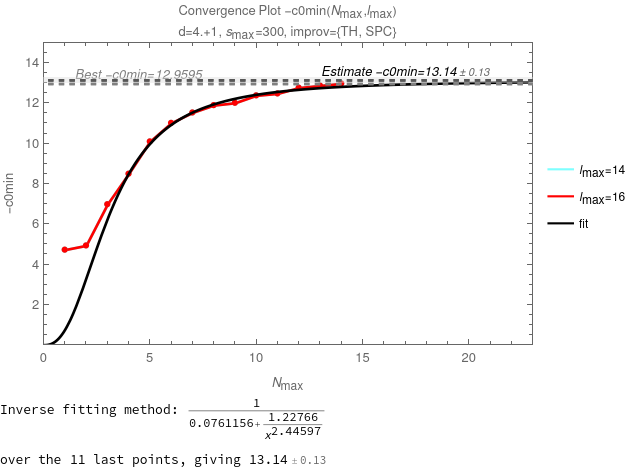 Convergence Plot −c0min(Nmax,lmax)
d=4.+1, smax=300, improv={TH, SPC}
Best −c0min=12.9595
Estimate −c0min=13.14 ± 0.13
−c0min
14
12
10
8
6
4
2
0 5 10 15 20
Nmax
lmax=14
lmax=16
fit
Inverse fitting method: 1
0.0761156+ 1.22766
x^2.44597
over the 11 last points, giving 13.14 ± 0.13